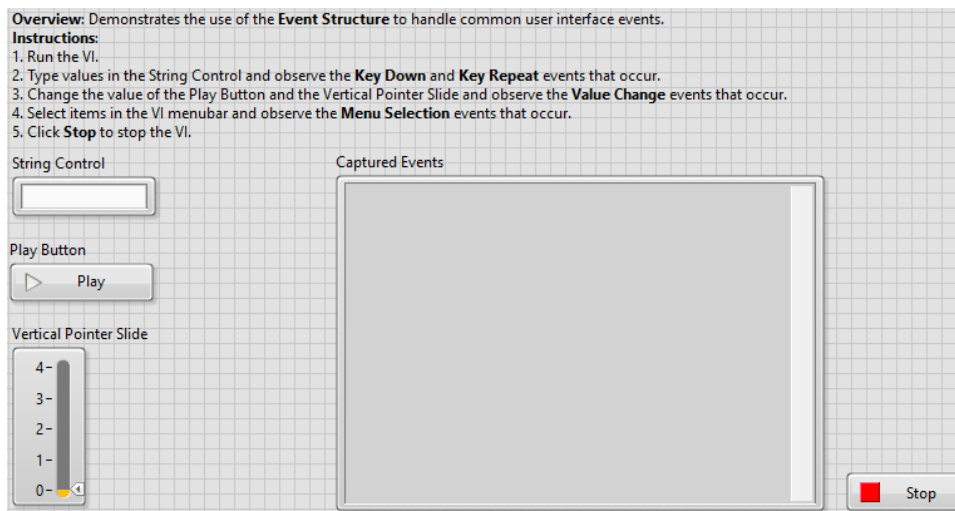 Overview: Demonstrates the use of the Event Structure to handle common user interface events.
Instructions:
1. Run the VI.
2. Type values in the String Control and observe the Key Down and Key Repeat events that occur.
3. Change the value of the Play Button and the Vertical Pointer Slide and observe the Value Change events that occur.
4. Select items in the VI menubar and observe the Menu Selection events that occur.
5. Click Stop to stop the VI.
String Control
Captured Events
Play Button
Play
Vertical Pointer Slide
4
3
2
1
0
Stop